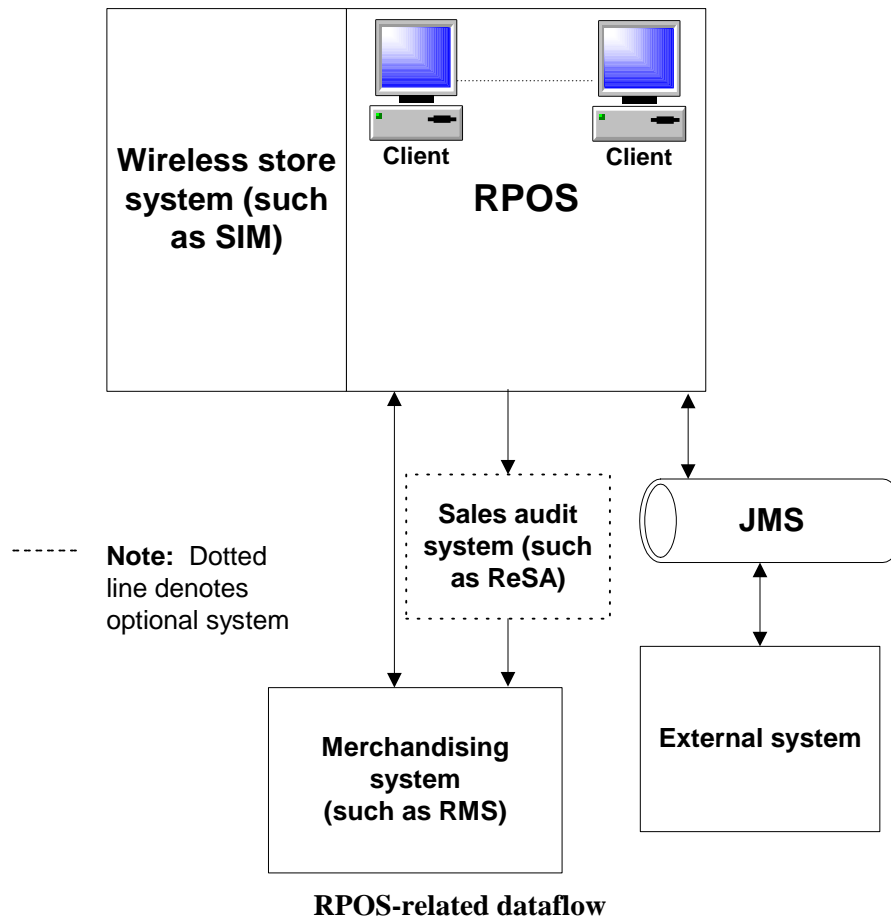 Client
Client
Wireless store
system (such
as SIM)
RPOS
Sales audit
system (such
as ReSA)
JMS
Note:  Dotted
line denotes
optional system
Merchandising
system
(such as RMS)
External system
RPOS-related dataflow